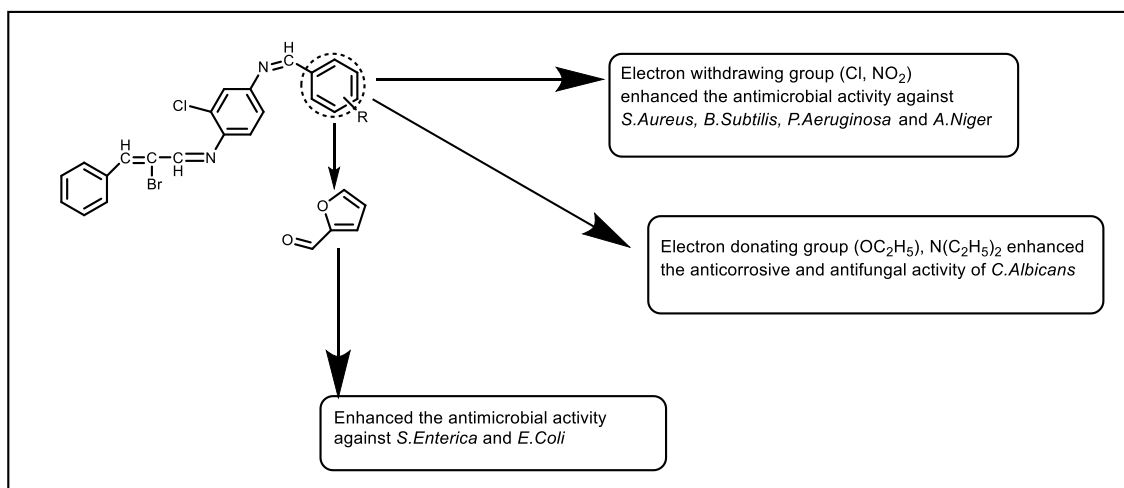 H
N
C
H
Cl
R
H
C
C
C
N
H
Br
O
O
Electron withdrawing group (Cl, NO2)
enhanced the antimicrobial activity against
S.Aureus, B.Subtilis, P.Aeruginosa and A.Niger
Electron donating group (OC2H5), N(C2H5)2 enhanced
the anticorrosive and antifungal activity of C.Albicans
Enhanced the antimicrobial activity
against S.Enterica and E.Coli